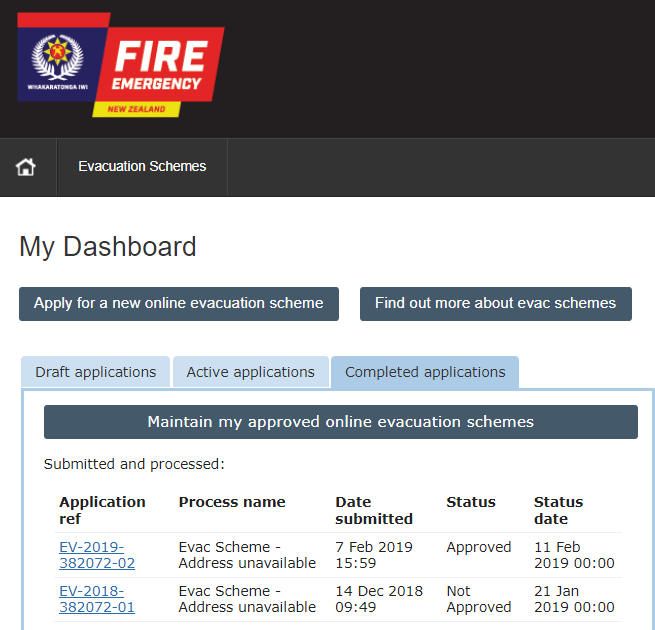 WHAKARATONGA IWI
FIRE
EMERGENCY
NEW ZEALAND
Evacuation Schemes
My Dashboard
Apply for a new online evacuation scheme
Find out more about evac schemes
Draft applications
Active applications
Completed applications
Maintain my approved online evacuation schemes
Submitted and processed:
Application ref Process name Date submitted Status Status date
EV-2019-382072-02 Evac Scheme - Address unavailable 7 Feb 2019 15:59 Approved 11 Feb 2019 00:00
EV-2018-382072-01 Evac Scheme - Address unavailable 14 Dec 2018 09:49 Not Approved 21 Jan 2019 00:00